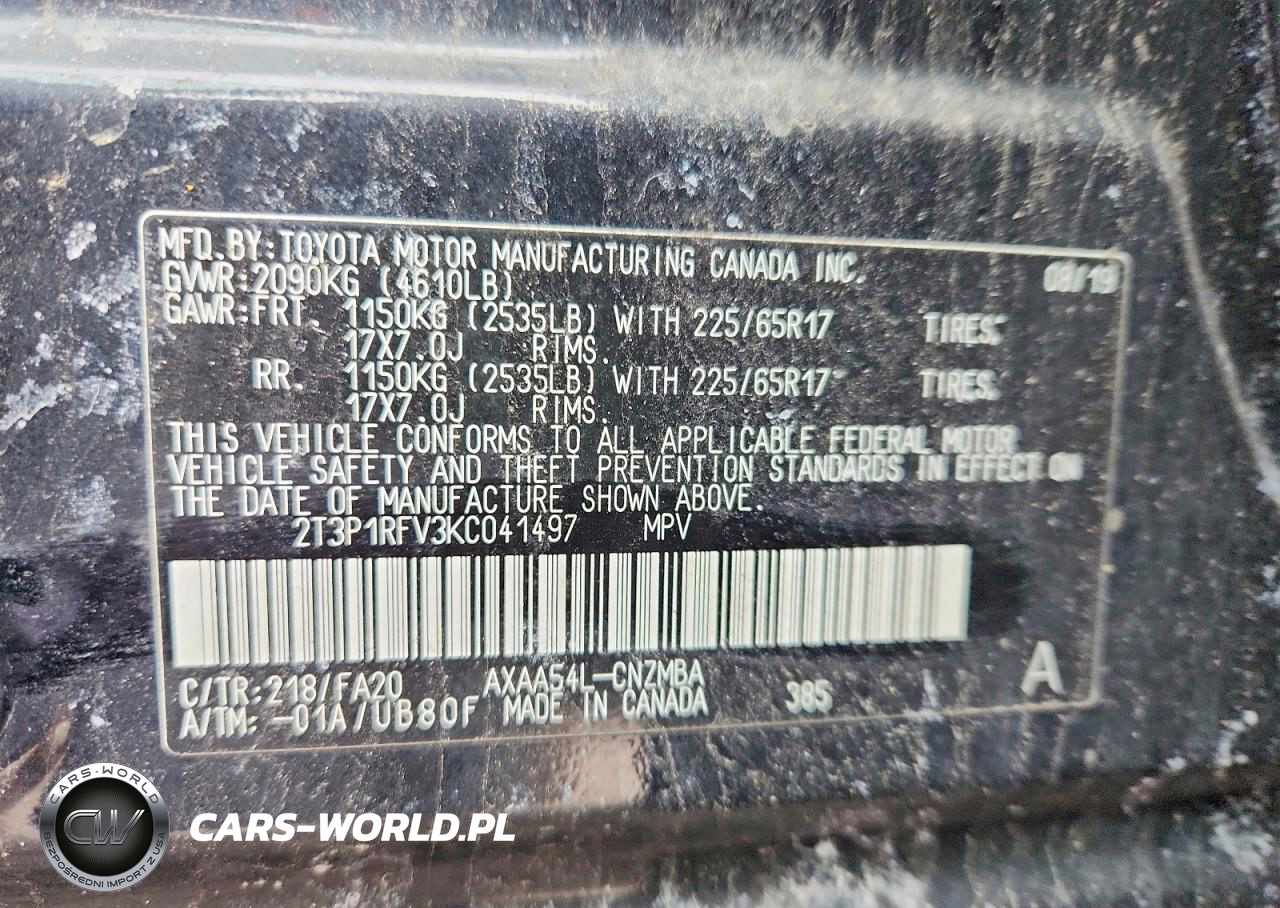 MFD.BY:TOYOTA MOTOR MANUFACTURING CANADA INC. 08/19
GVWR:2090KG (4610LB)
GAWR:FRT. 1150KG (2535LB) WITH 225/65R17 TIRES:
17X7.0J RIMS.
RR. 1150KG (2535LB) WITH 225/65R17 TIRES.
17X7.0J RIMS.
THIS VEHICLE CONFORMS TO ALL APPLICABLE FEDERAL MOTOR
VEHICLE SAFETY AND THEFT PREVENTION STANDARDS IN EFFECT ON
THE DATE OF MANUFACTURE SHOWN ABOVE.
2T3P1RFV3KC041497 MPV
C/TR:218/FA20 AXAA54L-CNZMBA 385 A
A/TM:-01A/UB80F MADE IN CANADA
CARS-WORLD
CW
BEZPOŚREDNI IMPORT Z USA
CARS-WORLD.PL